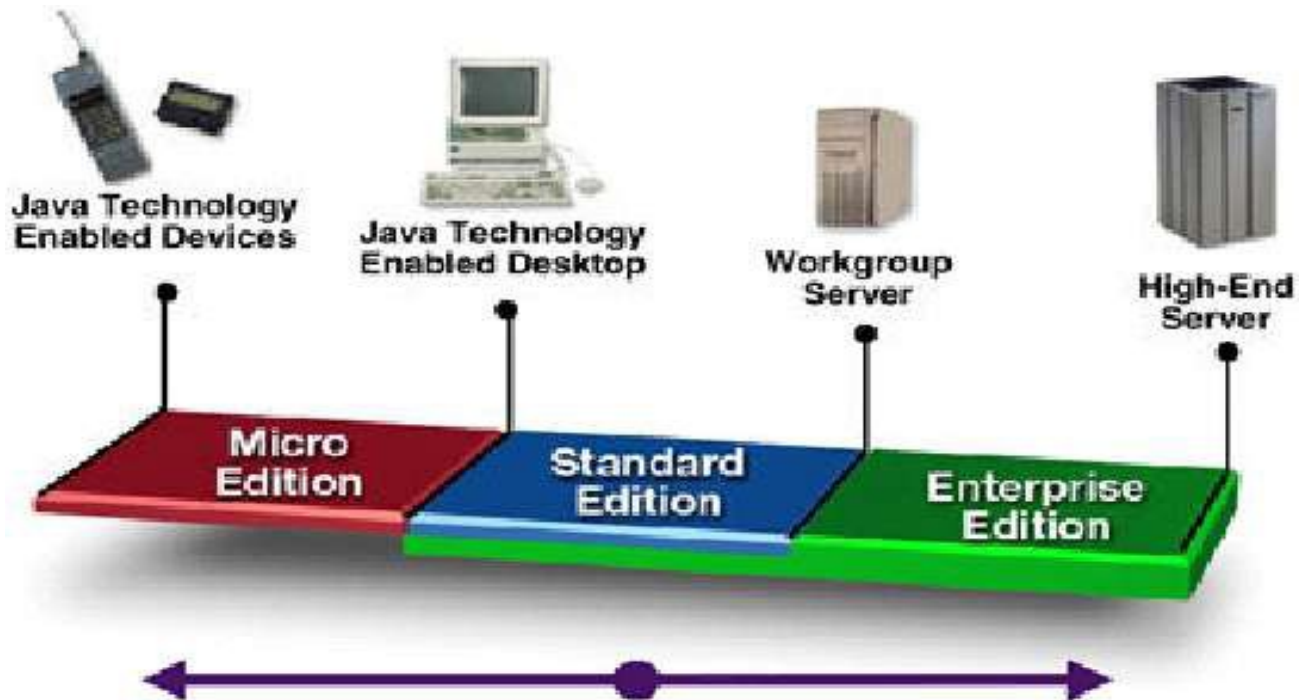 Java Technology
Enabled Devices
Java Technology
Enabled Desktop
Workgroup
Server
High-End
Server
Micro
Edition
Standard
Edition
Enterprise
Edition